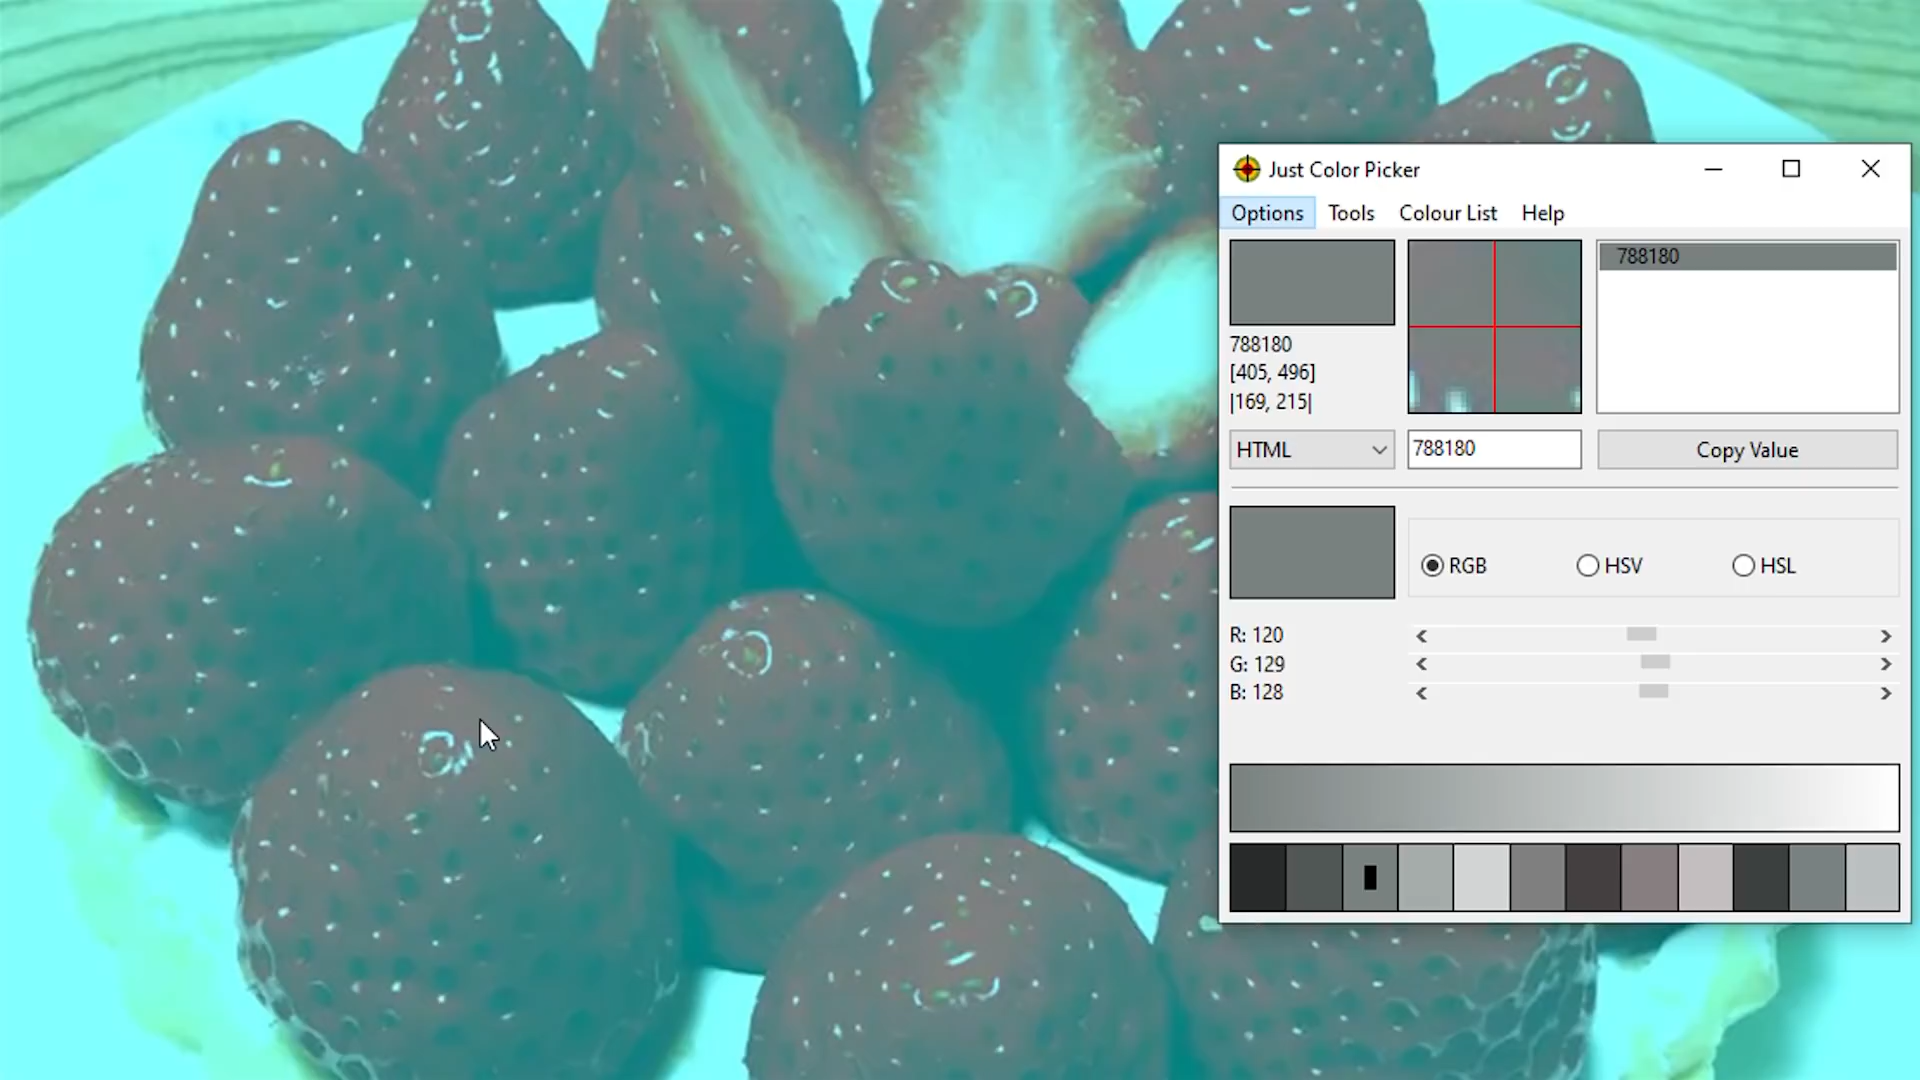 Just Color Picker
Options Tools Colour List Help
788180
788180
[405, 496]
|169, 215|
HTML 788180 Copy Value
RGB HSV HSL
R: 120
G: 129
B: 128